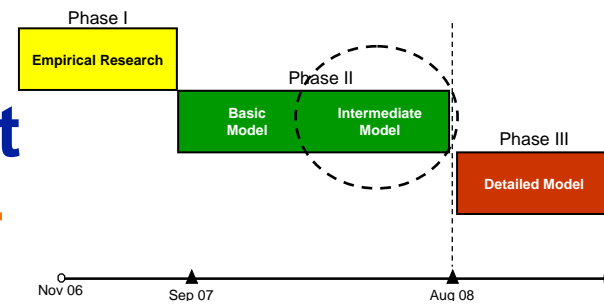 Phase I
Empirical Research
Phase II
Basic
Model
Intermediate
Model
t
Phase III
Detailed Model
Nov 06
Sep 07
Aug 08